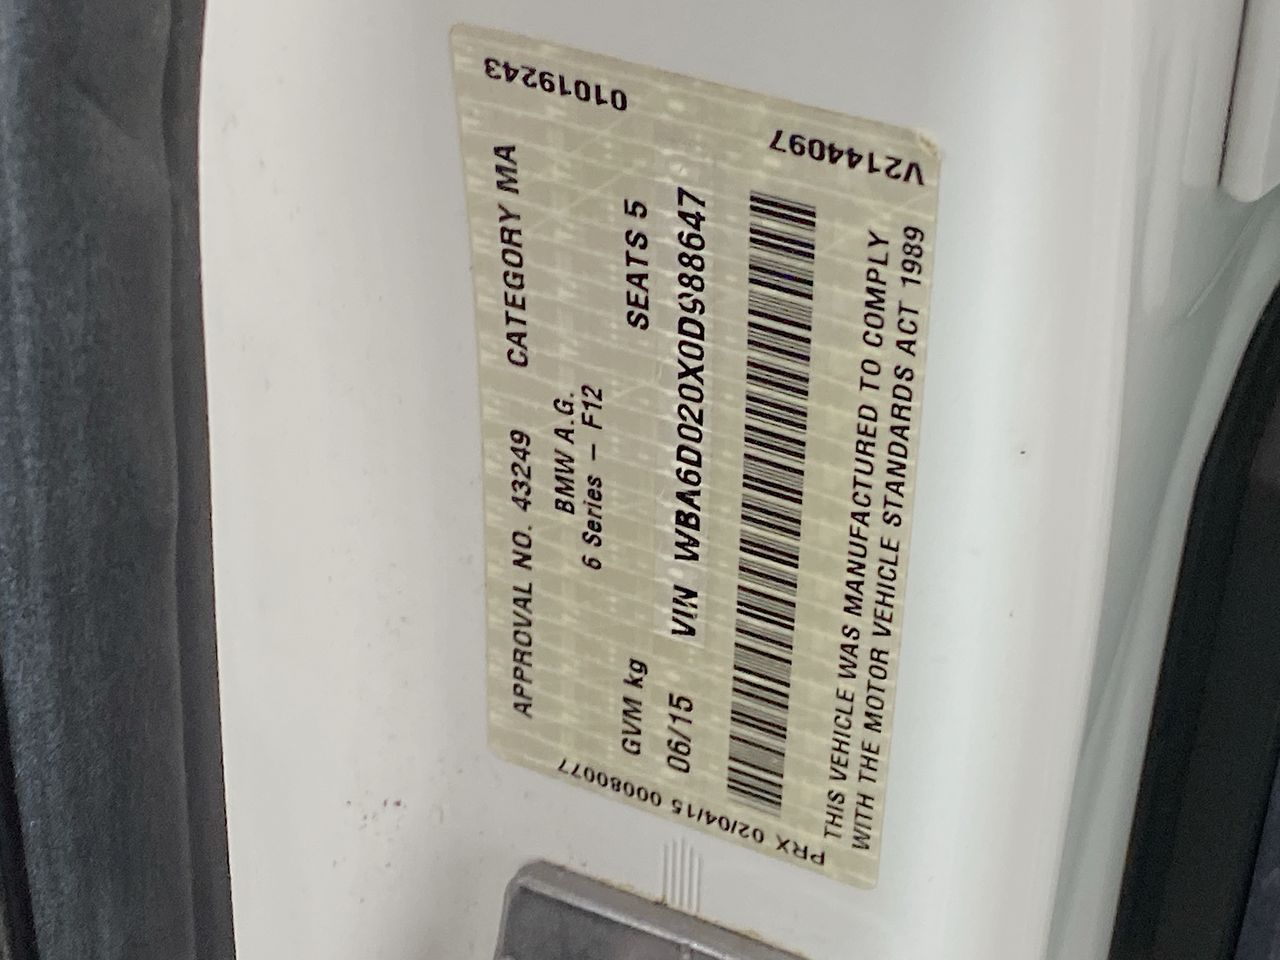 01019243
V2144097
APPROVAL NO. 43249 CATEGORY MA
BMW A.G.
6 Series – F12
GVM kg SEATS 5
06/15 VIN WBA6D020X0D988647
THIS VEHICLE WAS MANUFACTURED TO COMPLY
WITH THE MOTOR VEHICLE STANDARDS ACT 1989
PRX 02/04/15 00080077